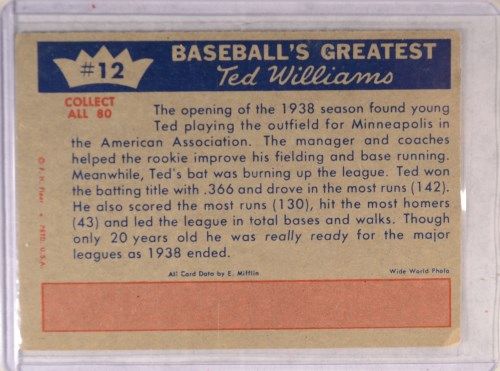 #12
BASEBALL'S GREATEST
Ted Williams
COLLECT
ALL 80
The opening of the 1938 season found young
Ted playing the outfield for Minneapolis in
the American Association. The manager and coaches
helped the rookie improve his fielding and base running.
Meanwhile, Ted's bat was burning up the league. Ted won
the batting title with .366 and drove in the most runs (142).
He also scored the most runs (130), hit the most homers
(43) and led the league in total bases and walks. Though
only 20 years old he was really ready for the major
leagues as 1938 ended.
© F. H. Fleer • PRTD. U.S.A.
All Card Data by E. Mifflin
Wide World Photo